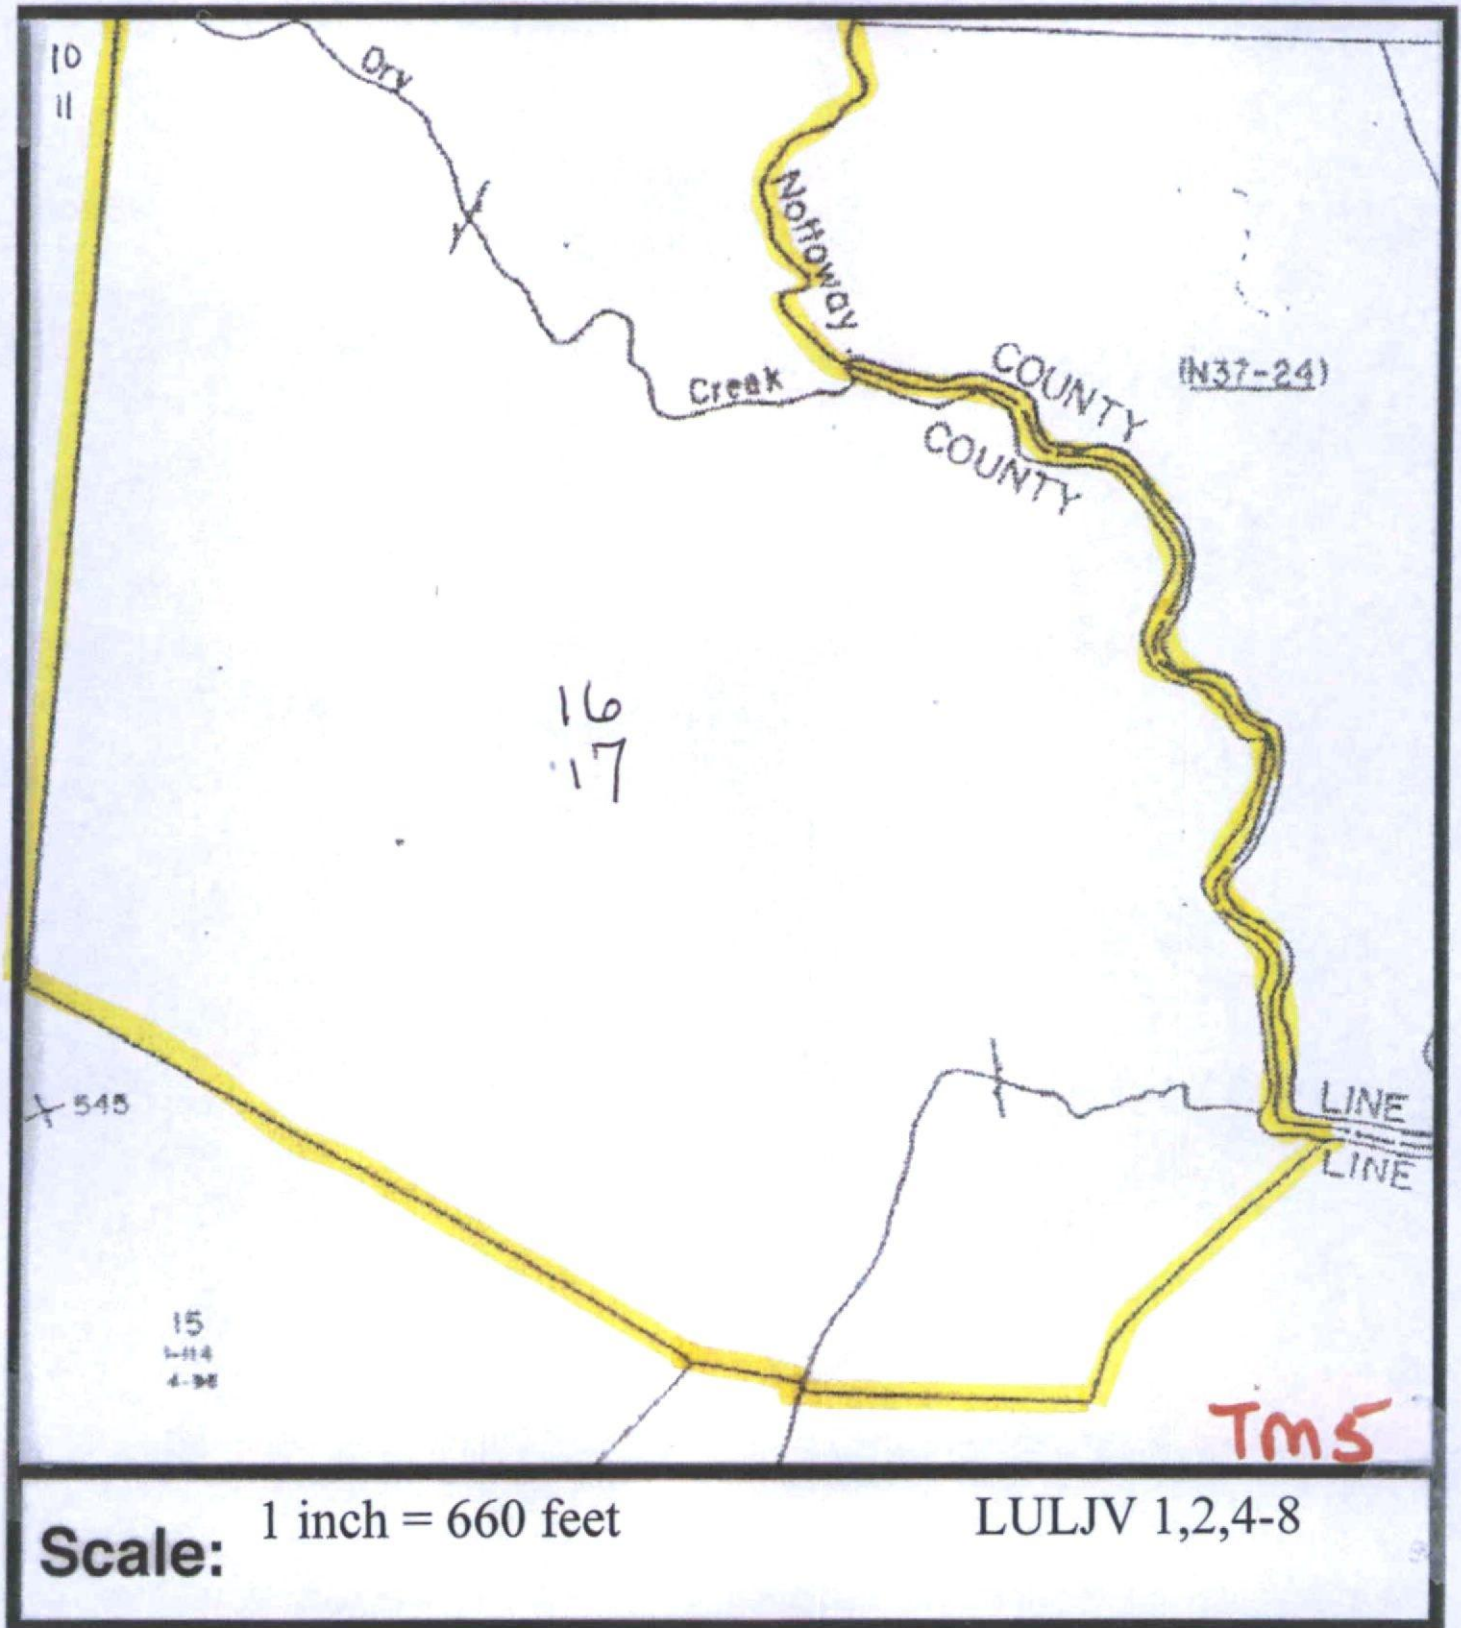 10
11
Dry
Nottoway
Creek
COUNTY
COUNTY
(N37-24)
16
17
545
LINE
LINE
15
TM5
Scale: 1 inch = 660 feet LULJV 1,2,4-8